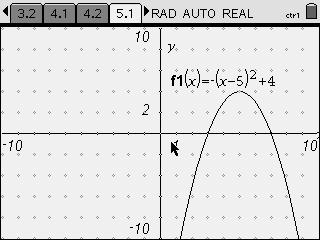 3.2 4.1 4.2 5.1 RAD AUTO REAL ctrl
10 y
f1(x)=-(x-5)²+4
2
-10 10
-10